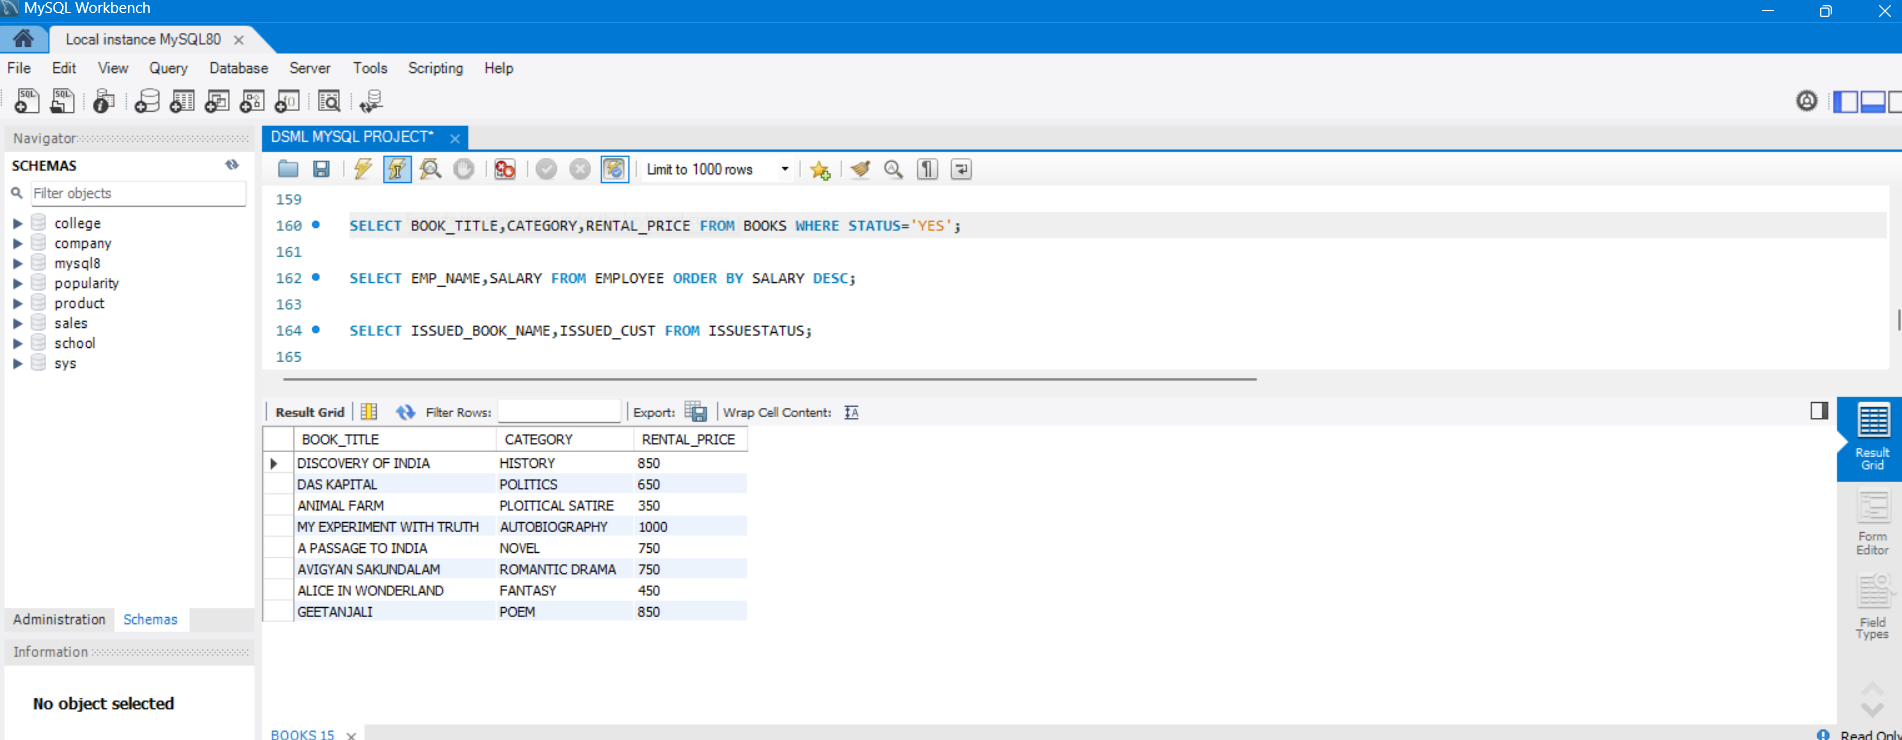 MySQL Workbench
Local instance MySQL80
File Edit View Query Database Server Tools Scripting Help
Navigator
SCHEMAS
Filter objects
college
company
mysql8
popularity
product
sales
school
sys
Administration Schemas
Information
No object selected
DSML MYSQL PROJECT*
Limit to 1000 rows
159
160 SELECT BOOK_TITLE,CATEGORY,RENTAL_PRICE FROM BOOKS WHERE STATUS='YES';
161
162 SELECT EMP_NAME,SALARY FROM EMPLOYEE ORDER BY SALARY DESC;
163
164 SELECT ISSUED_BOOK_NAME,ISSUED_CUST FROM ISSUESTATUS;
165
Result Grid Filter Rows: Export: Wrap Cell Content:
BOOK_TITLE CATEGORY RENTAL_PRICE
DISCOVERY OF INDIA HISTORY 850
DAS KAPITAL POLITICS 650
ANIMAL FARM PLOITICAL SATIRE 350
MY EXPERIMENT WITH TRUTH AUTOBIOGRAPHY 1000
A PASSAGE TO INDIA NOVEL 750
AVIGYAN SAKUNDALAM ROMANTIC DRAMA 750
ALICE IN WONDERLAND FANTASY 450
GEETANJALI POEM 850
Result
Grid
Form
Editor
Field
Types
BOOKS 15
Read Only